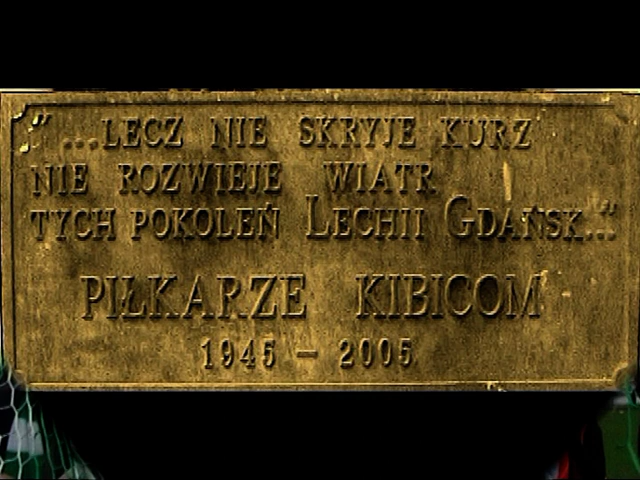 "...LECZ NIE SKRYJE KURZ
NIE ROZWIEJE WIATR
TYCH POKOLEŃ LECHII GDAŃSK..."
PIŁKARZE KIBICOM
1945 - 2005